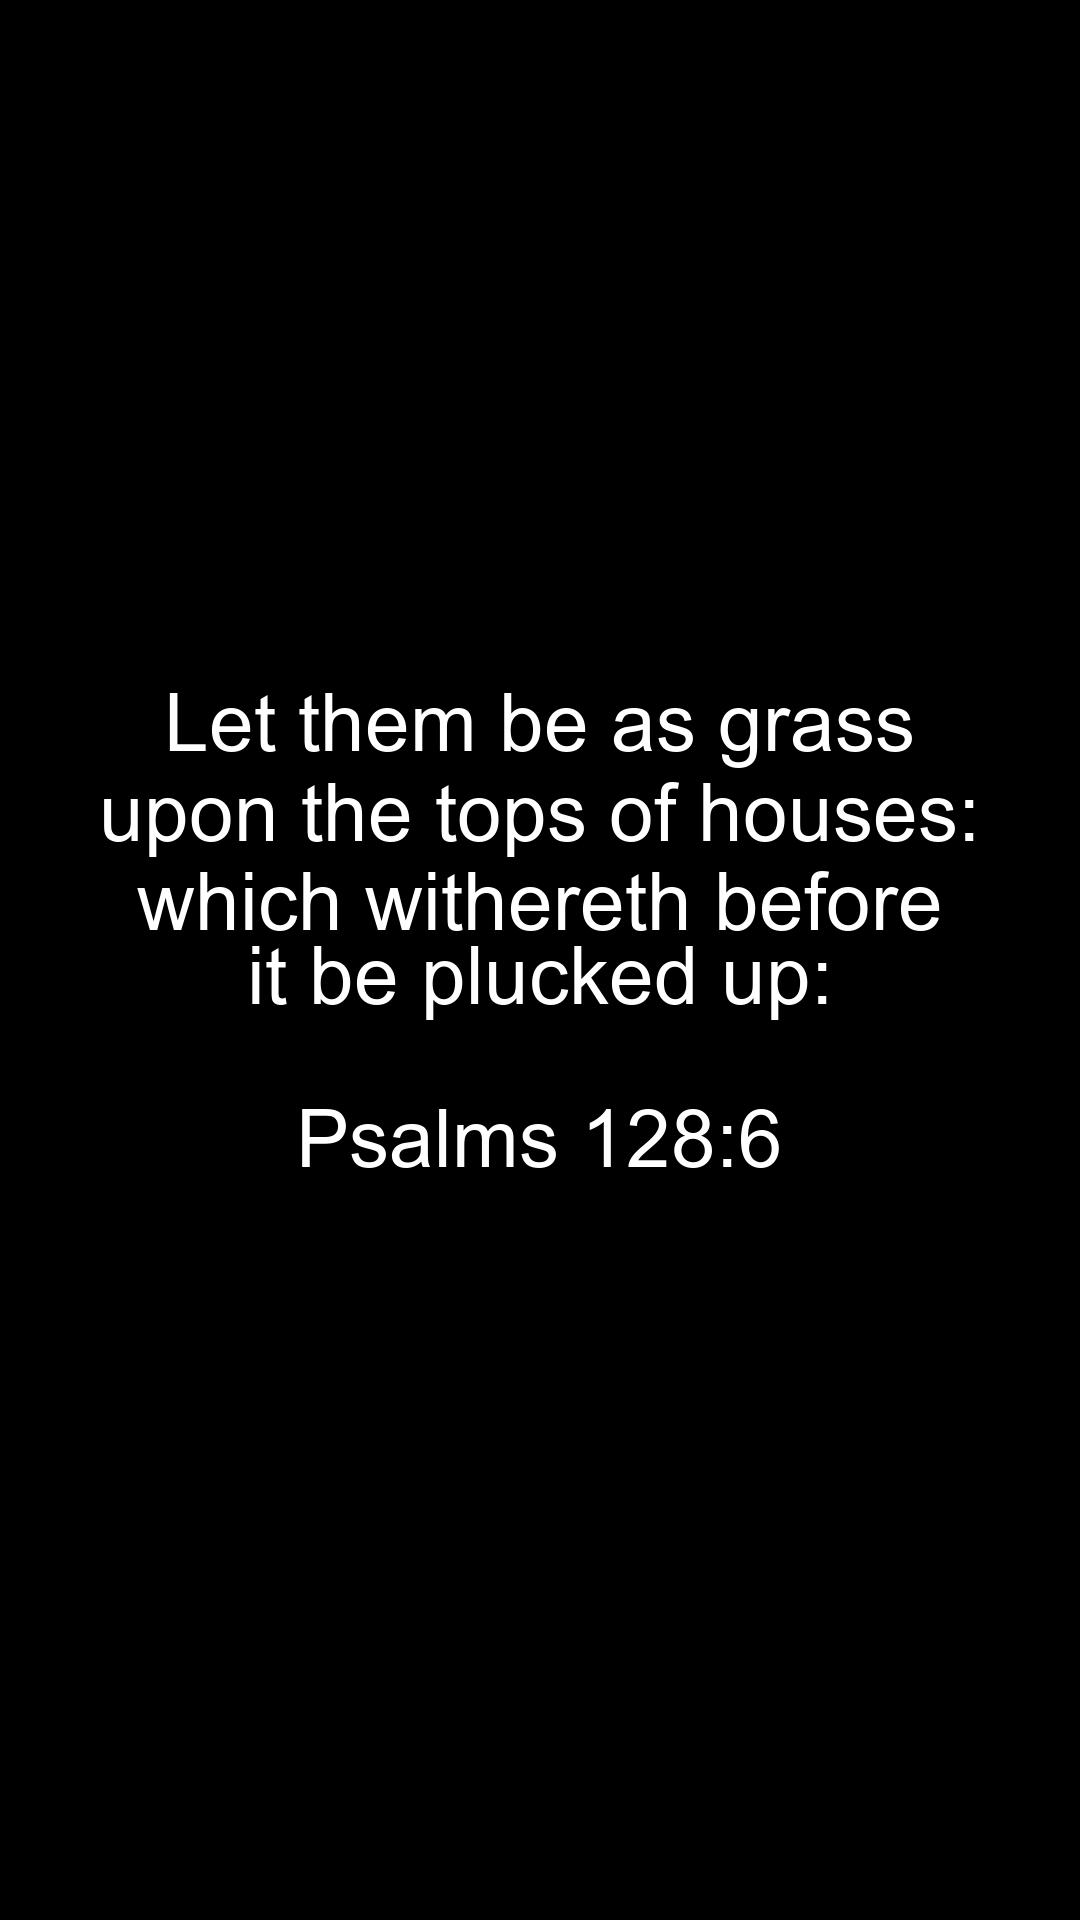 Let them be as grass
upon the tops of houses:
which withereth before
it be plucked up:
Psalms 128:6